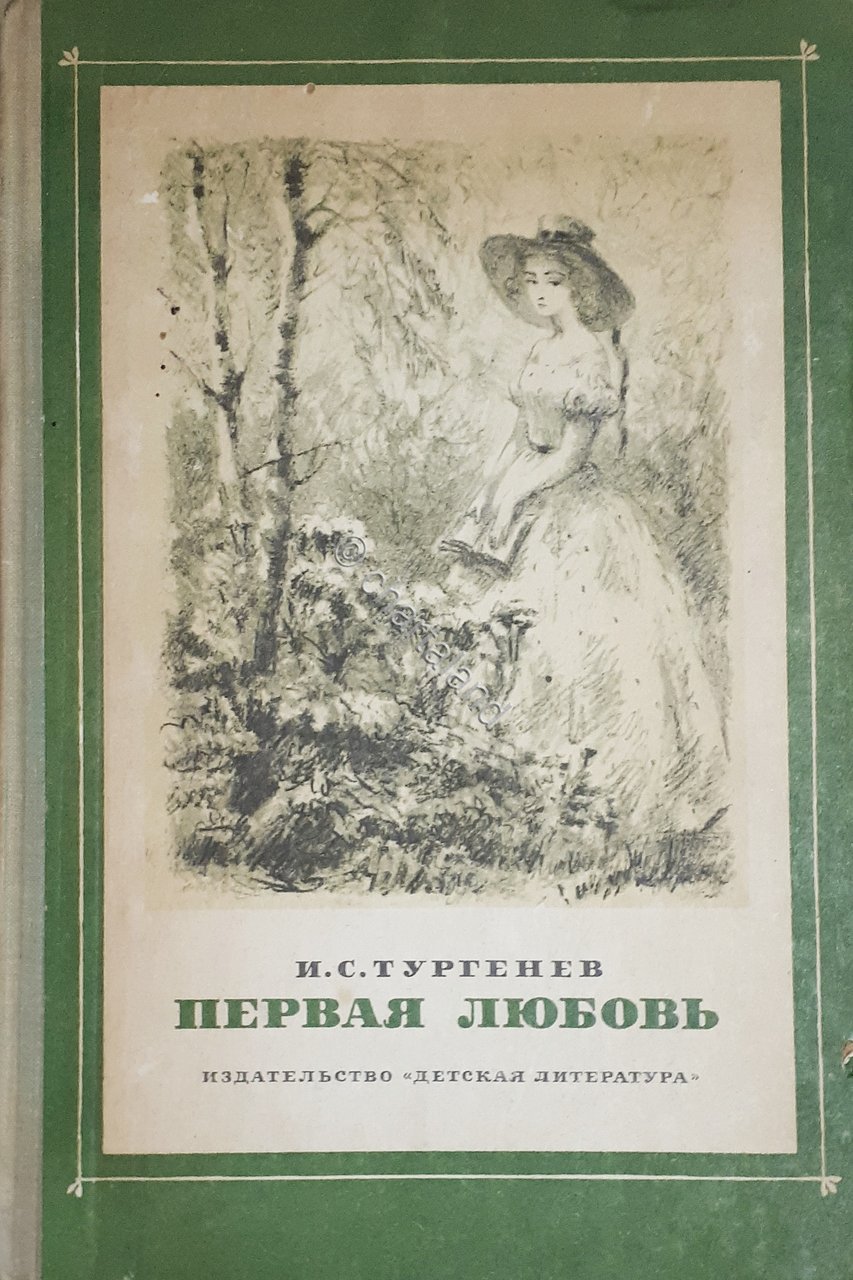 И.С.ТУРГЕНЕВ
ПЕРВАЯ ЛЮБОВЬ
ИЗДАТЕЛЬСТВО «ДЕТСКАЯ ЛИТЕРАТУРА»